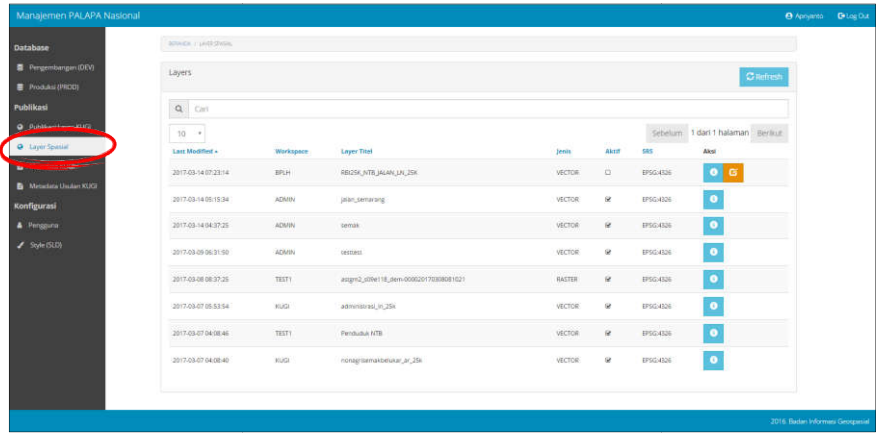 Manajemen PALAPA Nasional
Apriyanto Log Out
Database
Pengembangan (DEV)
Produksi (PROD)
Publikasi
Layer Spasial
Metadata Usulan KUGI
Konfigurasi
Pengguna
Style (SLD)
BERANDA / LAYER SPASIAL
Layers
Refresh
Cari
10 Sebelum 1 dari 1 halaman Berikut
Last Modified Workspace Layer Titel Jenis Aktif SRS Aksi
2017-03-14 07:23:14 BPLH RBI25K_NTB_JALAN_LN_25K VECTOR EPSG:4326
2017-03-14 05:15:34 ADMIN jalan_semarang VECTOR EPSG:4326
2017-03-14 04:37:25 ADMIN semak VECTOR EPSG:4326
2017-03-09 06:31:50 ADMIN testlest VECTOR EPSG:4326
2017-03-08 08:37:25 TEST1 VECTOR RASTER EPSG:4326
2017-03-07 05:53:54 KUGI administrasi_ln_25k VECTOR EPSG:4326
2017-03-07 04:08:46 TEST1 Penduduk NTB VECTOR EPSG:4326
2017-03-07 04:08:40 KUGI nonagrisemakbelukar_ar_25k VECTOR EPSG:4326
2016. Badan Informasi Geospasial